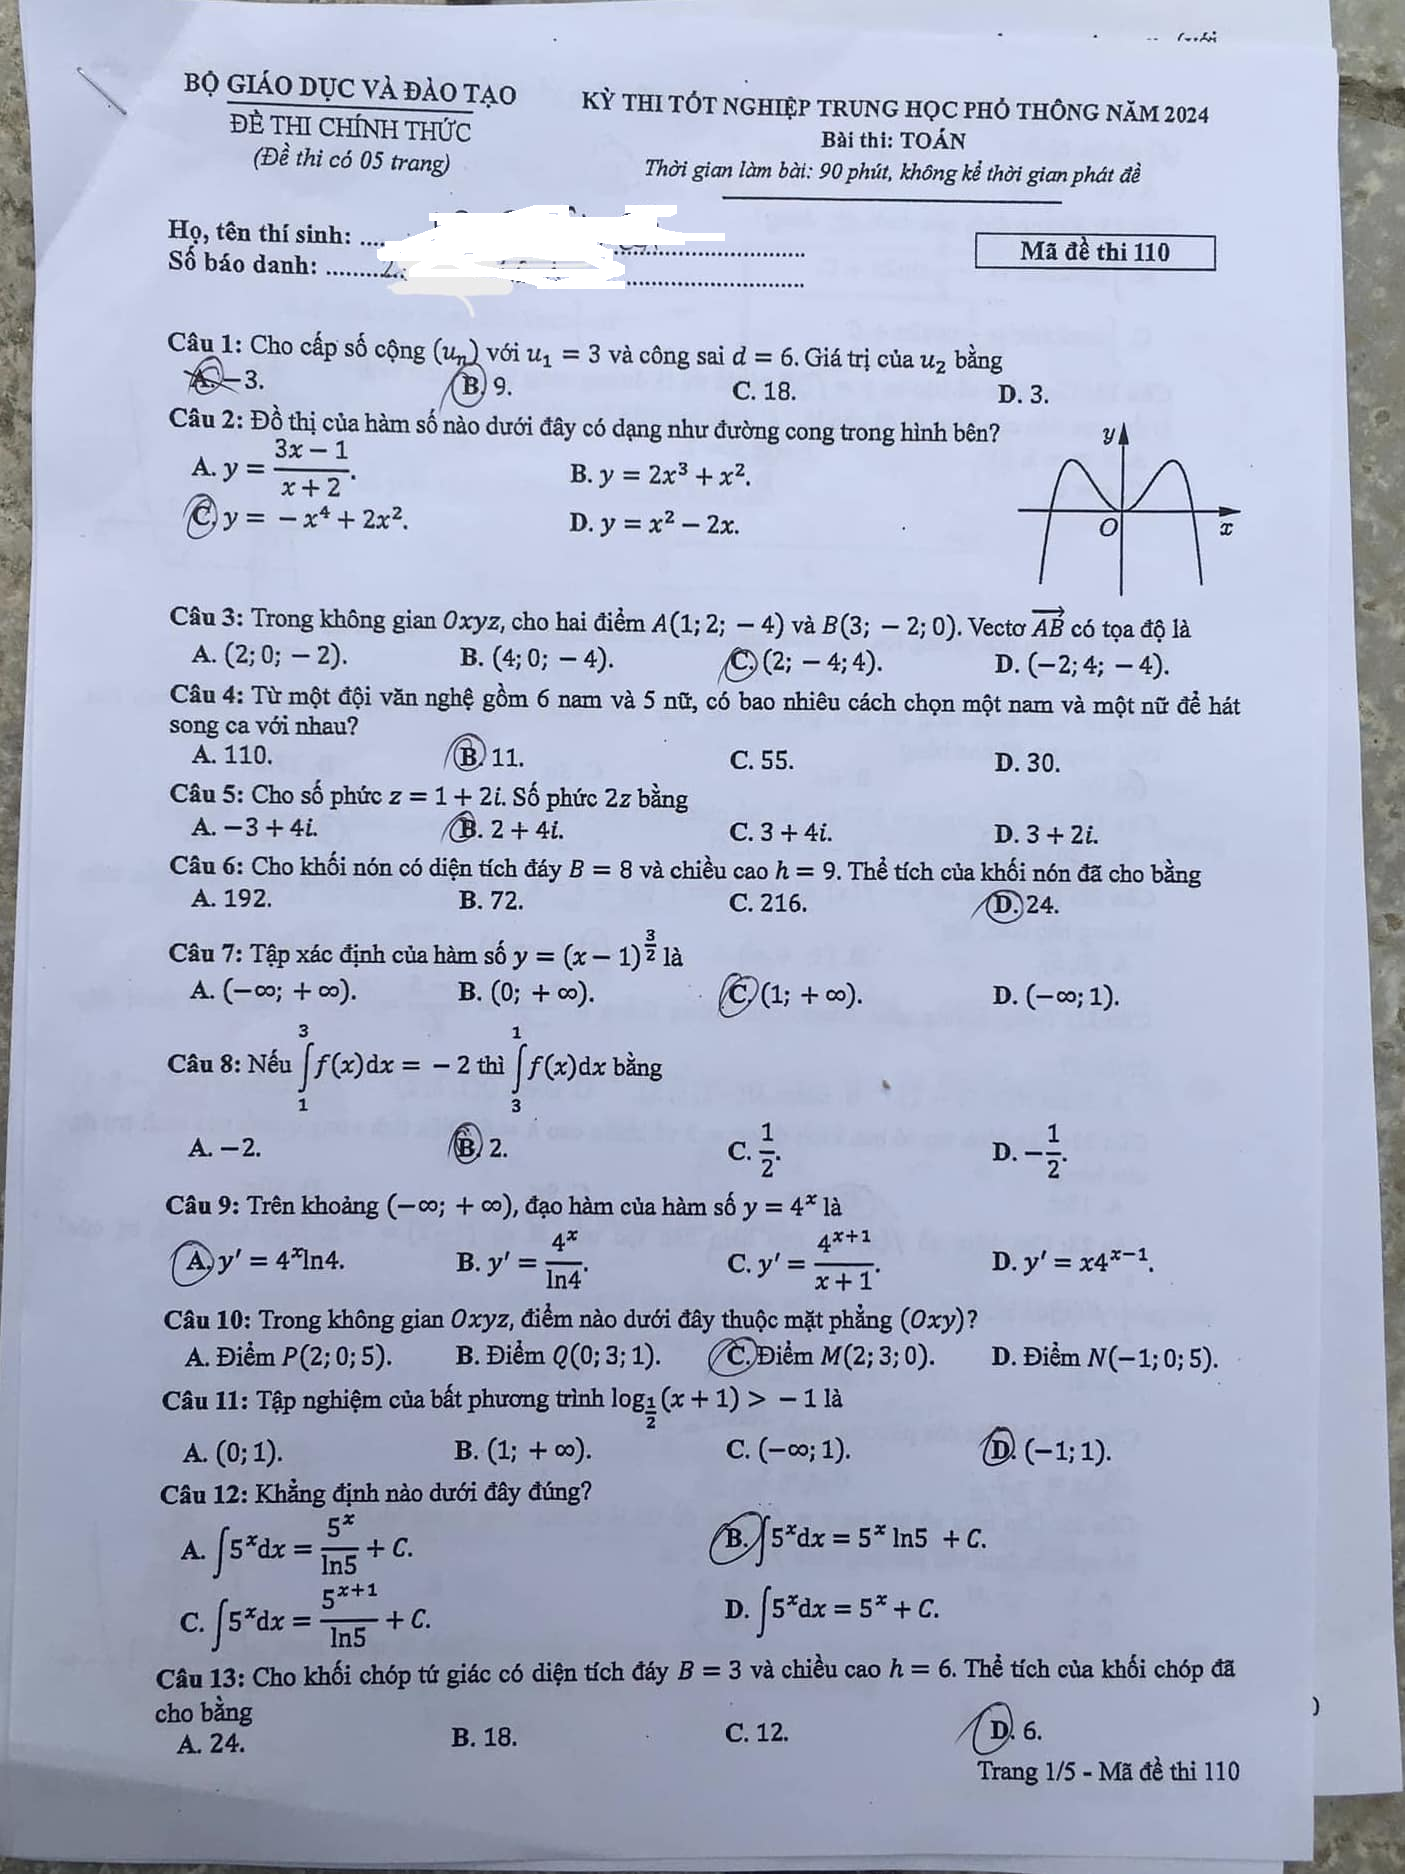 BỘ GIÁO DỤC VÀ ĐÀO TẠO
ĐỀ THI CHÍNH THỨC
(Đề thi có 05 trang)
KỲ THI TỐT NGHIỆP TRUNG HỌC PHỔ THÔNG NĂM 2024
Bài thi: TOÁN
Thời gian làm bài: 90 phút, không kể thời gian phát đề
Họ, tên thí sinh:
Số báo danh:
Mã đề thi 110
Câu 1: Cho cấp số cộng (uₙ) với u₁ = 3 và công sai d = 6. Giá trị của u₂ bằng
A. −3. B. 9. C. 18. D. 3.
Câu 2: Đồ thị của hàm số nào dưới đây có dạng như đường cong trong hình bên?
A. y = (3x − 1)/(x + 2). B. y = 2x³ + x².
C. y = − x⁴ + 2x². D. y = x² − 2x.
y
O
x
Câu 3: Trong không gian Oxyz, cho hai điểm A(1; 2; − 4) và B(3; − 2; 0). Vectơ AB→ có tọa độ là
A. (2; 0; − 2). B. (4; 0; − 4). C. (2; − 4; 4). D. (−2; 4; − 4).
Câu 4: Từ một đội văn nghệ gồm 6 nam và 5 nữ, có bao nhiêu cách chọn một nam và một nữ để hát
song ca với nhau?
A. 110. B. 11. C. 55. D. 30.
Câu 5: Cho số phức z = 1 + 2i. Số phức 2z bằng
A. −3 + 4i. B. 2 + 4i. C. 3 + 4i. D. 3 + 2i.
Câu 6: Cho khối nón có diện tích đáy B = 8 và chiều cao h = 9. Thể tích của khối nón đã cho bằng
A. 192. B. 72. C. 216. D. 24.
Câu 7: Tập xác định của hàm số y = (x − 1)^(3/2) là
A. (−∞; + ∞). B. (0; + ∞). C. (1; + ∞). D. (−∞; 1).
Câu 8: Nếu ∫₁³ f(x)dx = − 2 thì ∫₃¹ f(x)dx bằng
A. −2. B. 2. C. 1/2. D. −1/2.
Câu 9: Trên khoảng (−∞; + ∞), đạo hàm của hàm số y = 4ˣ là
A. y′ = 4ˣln4. B. y′ = 4ˣ/ln4. C. y′ = 4ˣ⁺¹/(x + 1). D. y′ = x4ˣ⁻¹.
Câu 10: Trong không gian Oxyz, điểm nào dưới đây thuộc mặt phẳng (Oxy)?
A. Điểm P(2; 0; 5). B. Điểm Q(0; 3; 1). C. Điểm M(2; 3; 0). D. Điểm N(−1; 0; 5).
Câu 11: Tập nghiệm của bất phương trình log_(1/2)(x + 1) > − 1 là
A. (0; 1). B. (1; + ∞). C. (−∞; 1). D. (−1; 1).
Câu 12: Khẳng định nào dưới đây đúng?
A. ∫5ˣdx = 5ˣ/ln5 + C. B. ∫5ˣdx = 5ˣ ln5 + C.
C. ∫5ˣdx = 5ˣ⁺¹/ln5 + C. D. ∫5ˣdx = 5ˣ + C.
Câu 13: Cho khối chóp tứ giác có diện tích đáy B = 3 và chiều cao h = 6. Thể tích của khối chóp đã
cho bằng
A. 24. B. 18. C. 12. D. 6.
Trang 1/5 - Mã đề thi 110